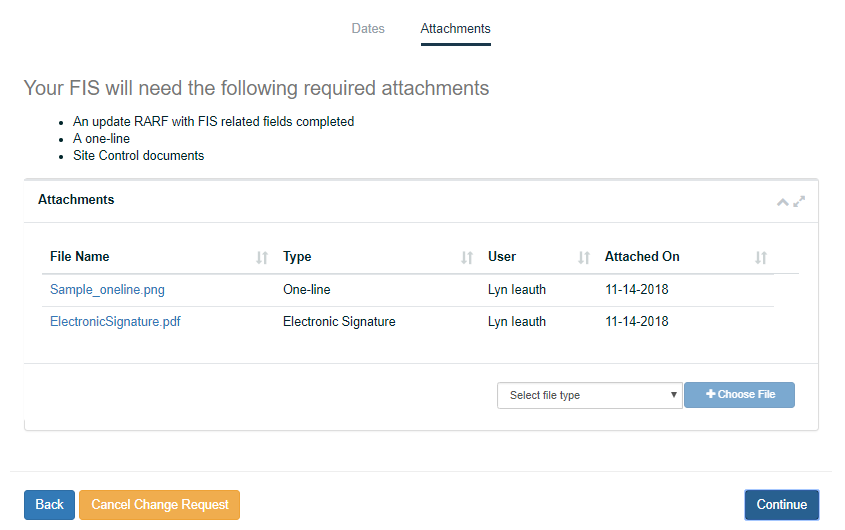 Dates Attachments
Your FIS will need the following required attachments
An update RARF with FIS related fields completed
A one-line
Site Control documents
Attachments
File Name Type User Attached On
Sample_oneline.png One-line Lyn Ieauth 11-14-2018
ElectronicSignature.pdf Electronic Signature Lyn Ieauth 11-14-2018
Select file type Choose File
Back Cancel Change Request Continue